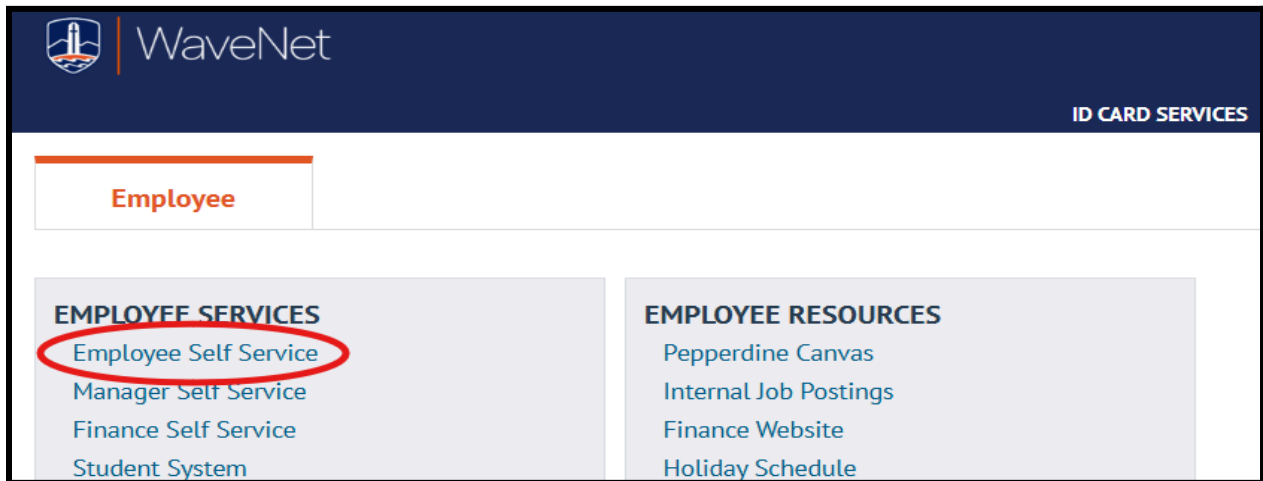 WaveNet
ID CARD SERVICES
Employee
EMPLOYEE SERVICES
Employee Self Service
Manager Self Service
Finance Self Service
Student System
EMPLOYEE RESOURCES
Pepperdine Canvas
Internal Job Postings
Finance Website
Holiday Schedule